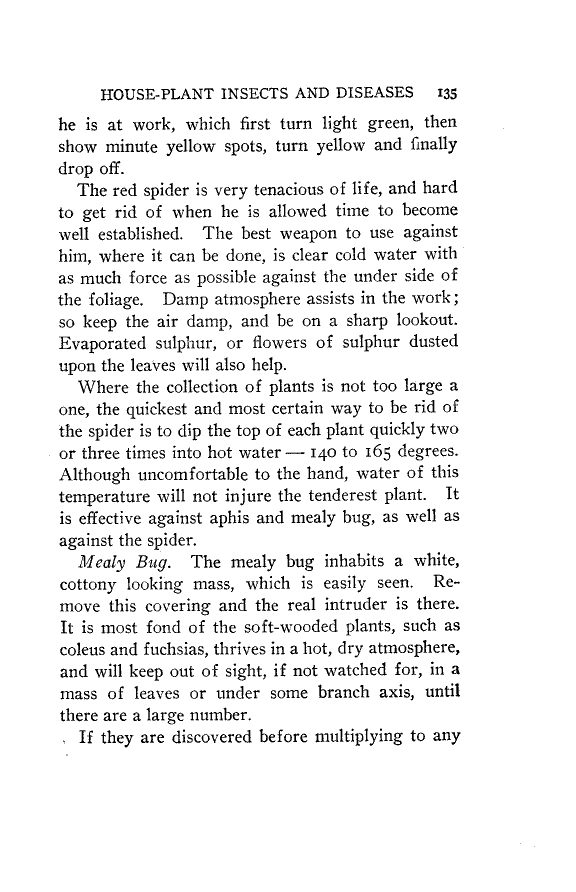 HOUSE-PLANT INSECTS AND DISEASES 135
he is at work, which first turn light green, then
show minute yellow spots, turn yellow and finally
drop off.
The red spider is very tenacious of life, and hard
to get rid of when he is allowed time to become
well established. The best weapon to use against
him, where it can be done, is clear cold water with
as much force as possible against the under side of
the foliage. Damp atmosphere assists in the work;
so keep the air damp, and be on a sharp lookout.
Evaporated sulphur, or flowers of sulphur dusted
upon the leaves will also help.
Where the collection of plants is not too large a
one, the quickest and most certain way to be rid of
the spider is to dip the top of each plant quickly two
or three times into hot water — 140 to 165 degrees.
Although uncomfortable to the hand, water of this
temperature will not injure the tenderest plant. It
is effective against aphis and mealy bug, as well as
against the spider.
Mealy Bug. The mealy bug inhabits a white,
cottony looking mass, which is easily seen. Re-
move this covering and the real intruder is there.
It is most fond of the soft-wooded plants, such as
coleus and fuchsias, thrives in a hot, dry atmosphere,
and will keep out of sight, if not watched for, in a
mass of leaves or under some branch axis, until
there are a large number.
If they are discovered before multiplying to any